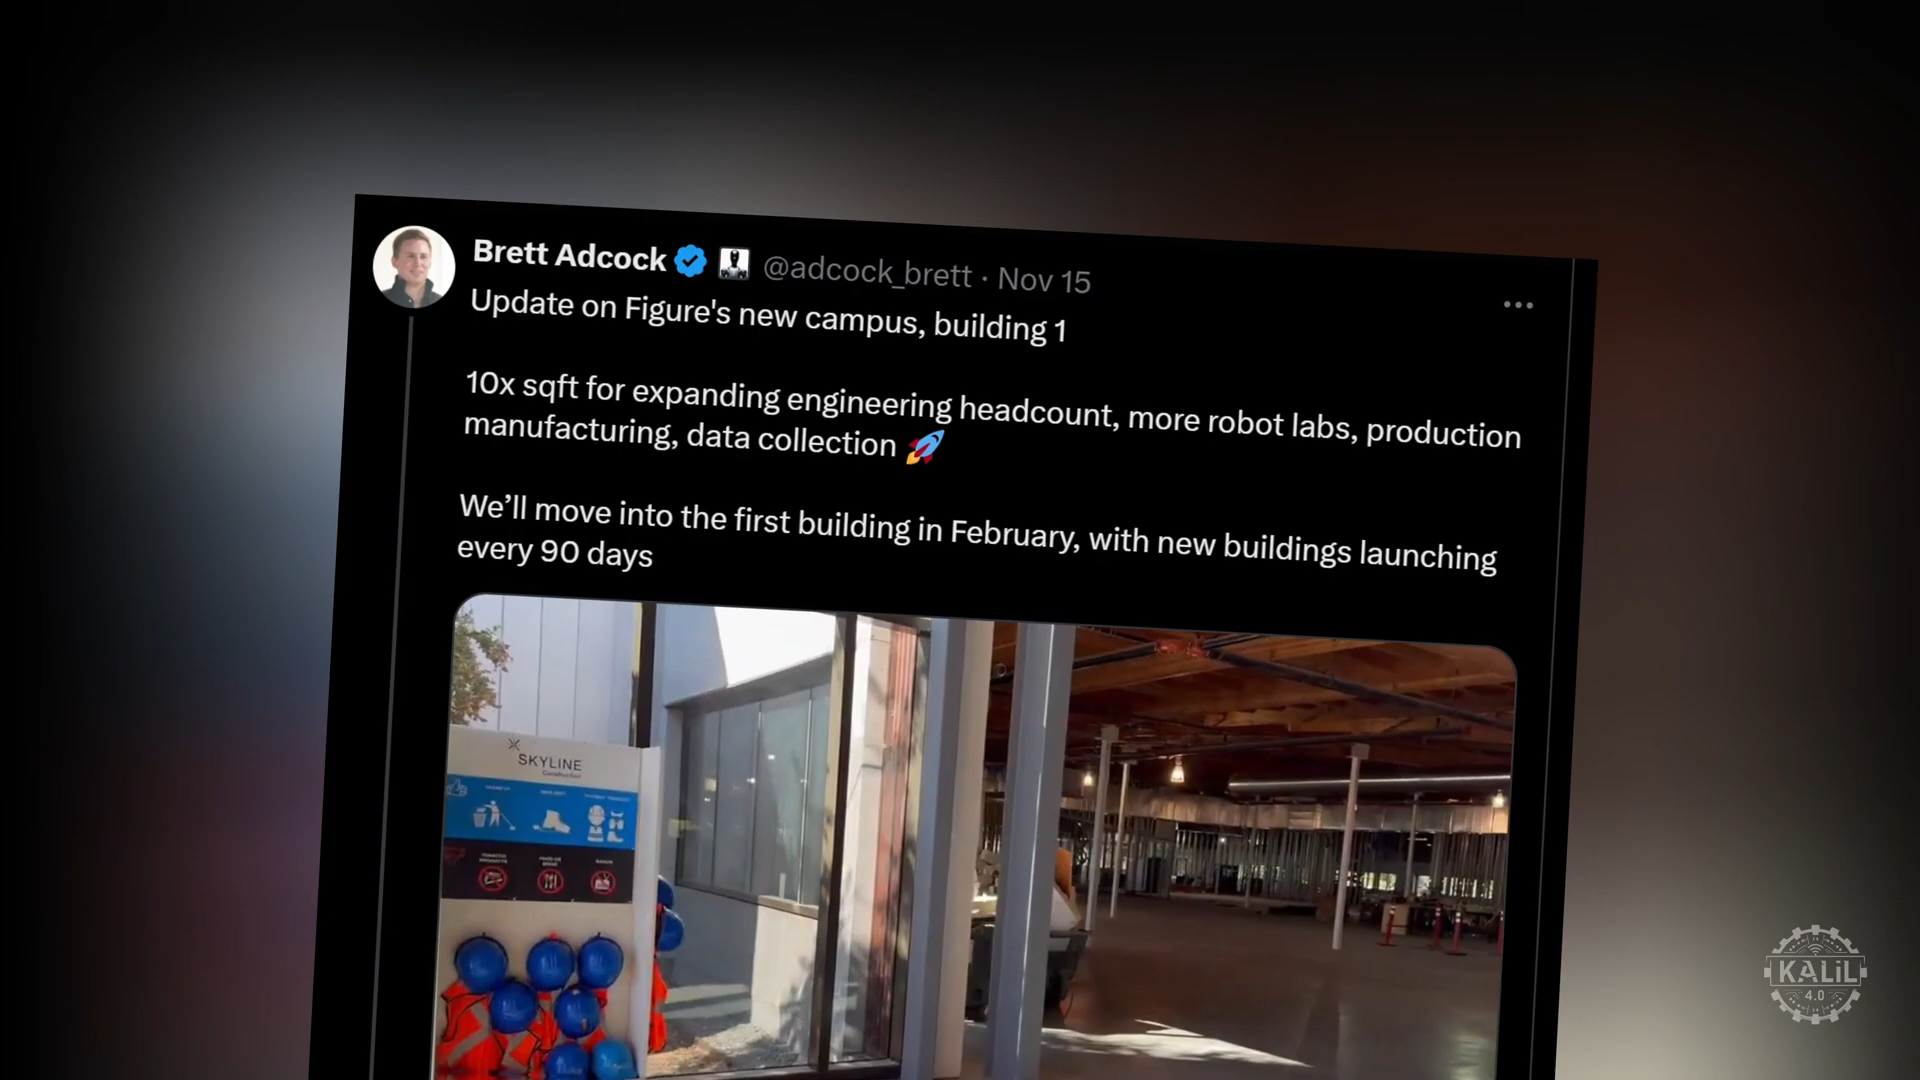 Brett Adcock @adcock_brett · Nov 15
Update on Figure's new campus, building 1
10x sqft for expanding engineering headcount, more robot labs, production
manufacturing, data collection 🚀
We’ll move into the first building in February, with new buildings launching
every 90 days
SKYLINE
Construction
KALiL
4.0